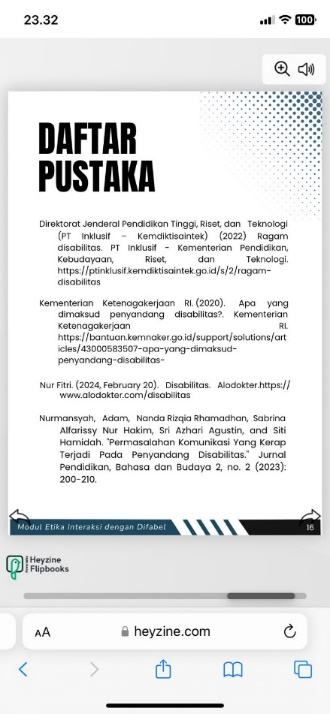 23.32
100
DAFTAR
PUSTAKA
Direktorat Jenderal Pendidikan Tinggi, Riset, dan Teknologi
(PT Inklusif – Kemdiktisaintek) (2022) Ragam
disabilitas. PT Inklusif - Kementerian Pendidikan,
Kebudayaan, Riset, dan Teknologi.
https://ptinklusif.kemdiktisaintek.go.id/s/2/ragam-
disabilitas
Kementerian Ketenagakerjaan RI. (2020). Apa yang
dimaksud penyandang disabilitas?. Kementerian
Ketenagakerjaan RI.
https://bantuan.kemnaker.go.id/support/solutions/art
icles/43000583507-apa-yang-dimaksud-
penyandang-disabilitas-
Nur Fitri. (2024, February 20). Disabilitas. Alodokter.https://
www.alodokter.com/disabilitas
Nurmansyah, Adam, Nanda Rizqia Rhamadhan, Sabrina
Alfarissy Nur Hakim, Sri Azhari Agustin, and Siti
Hamidah. "Permasalahan Komunikasi Yang Kerap
Terjadi Pada Penyandang Disabilitas." Jurnal
Pendidikan, Bahasa dan Budaya 2, no. 2 (2023):
200-210.
Modul Etika Interaksi dengan Difabel
16
Heyzine
Flipbooks
AA
heyzine.com